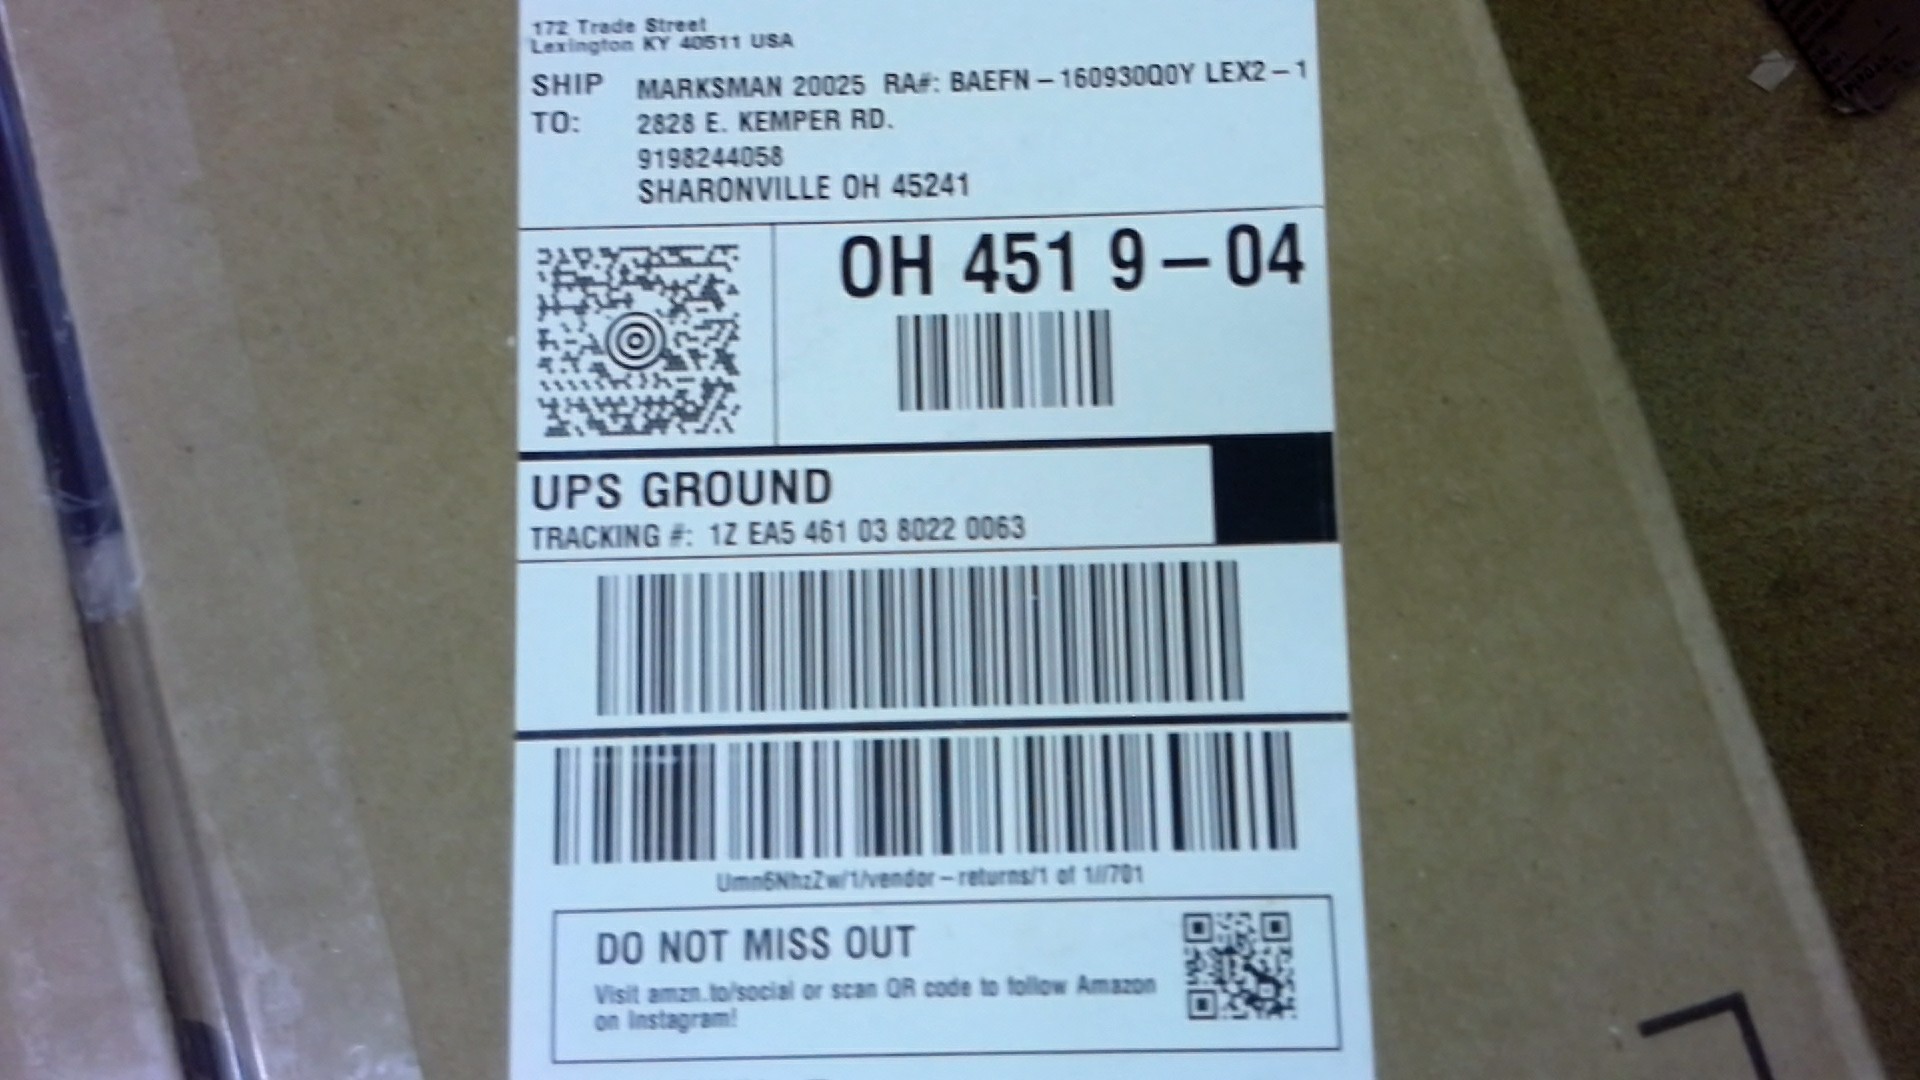 172 Trade Street
Lexington KY 40511 USA
SHIP TO:
MARKSMAN 20025 RA#: BAEFN-160930Q0Y LEX2-1
2828 E. KEMPER RD.
9198244058
SHARONVILLE OH 45241
OH 451 9-04
UPS GROUND
TRACKING #: 1Z EA5 461 03 8022 0063
Umn6NhzZw/1/vendor-returns/1 of 1//701
DO NOT MISS OUT
Visit amzn.to/social or scan QR code to follow Amazon
on Instagram!